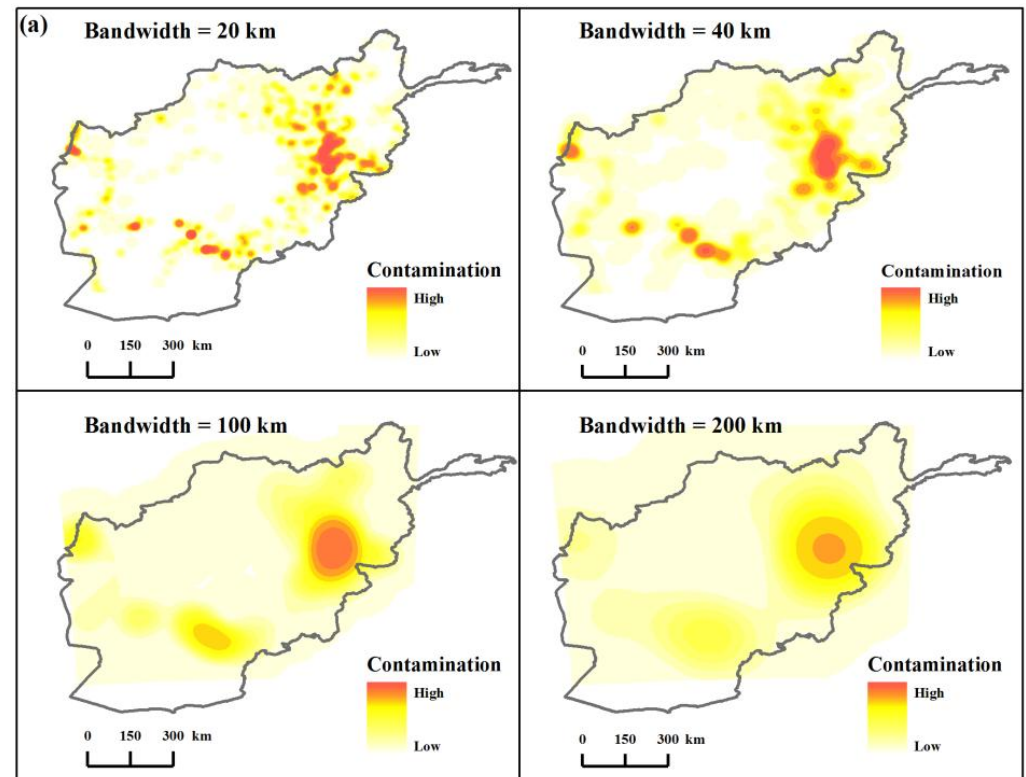 (a)
Bandwidth = 20 km
Contamination
High
Low
0 150 300 km
Bandwidth = 40 km
Contamination
High
Low
0 150 300 km
Bandwidth = 100 km
Contamination
High
Low
0 150 300 km
Bandwidth = 200 km
Contamination
High
Low
0 150 300 km